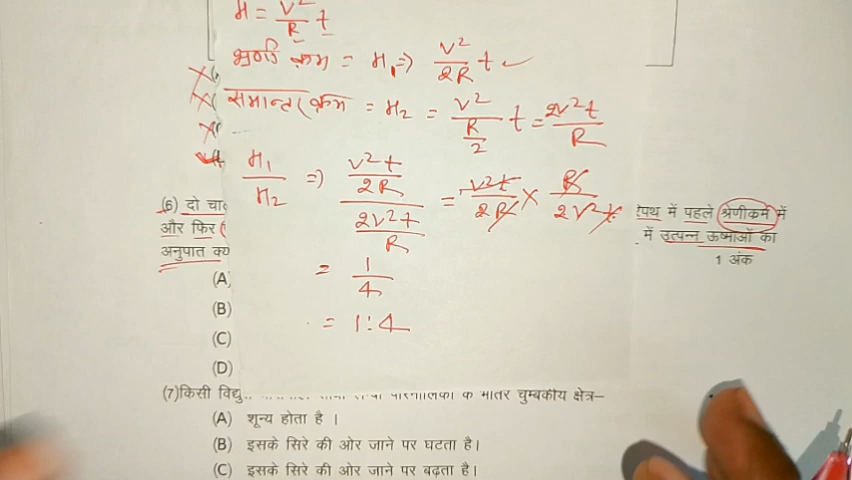 H = V²/R t
श्रेणी क्रम = H₁ ⇒ V²/2R t ✓
समान्तर क्रम = H₂ = V²/(R/2) t = 2V²t/R
H₁/H₂ ⇒ (V²t/2R)/(2V²t/R) = V²t/2R × R/2V²t
= 1/4
= 1:4
(6) दो पथ में पहले श्रेणीक्रम में
और फिर में उत्पन्न ऊष्माओं का
अनुपात 1 अंक
(A)
(B)
(C)
(D)
(7)किसी चुम्बकीय क्षेत्र–
(A) शून्य होता है ।
(B) इसके सिरे की ओर जाने पर घटता है।
(C) इसके सिरे की ओर जाने पर बढ़ता है।